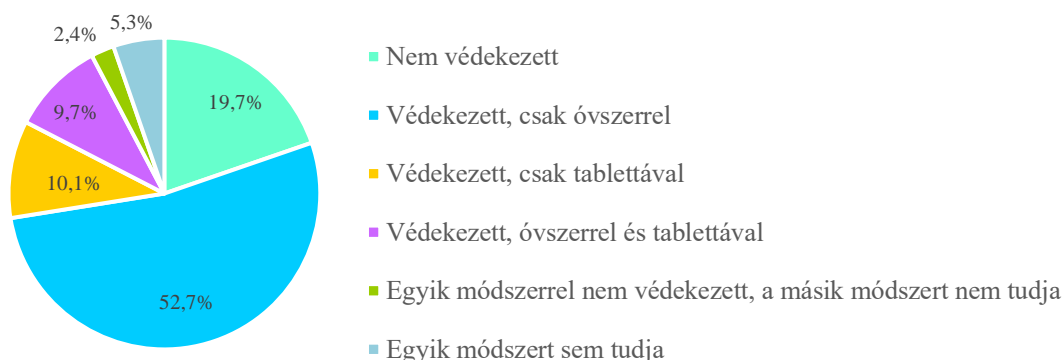 5,3%
2,4%
19,7%
9,7%
10,1%
52,7%
Nem védekezett
Védekezett, csak óvszerrel
Védekezett, csak tablettával
Védekezett, óvszerrel és tablettával
Egyik módszerrel nem védekezett, a másik módszert nem tudja
Egyik módszert sem tudja